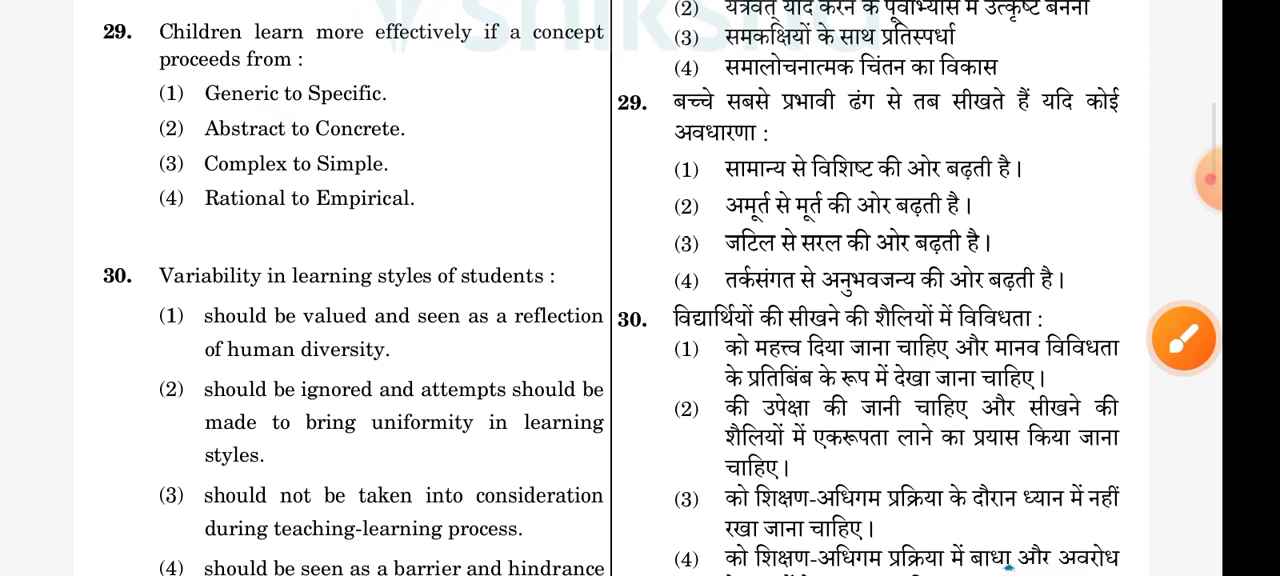 29. Children learn more effectively if a concept
proceeds from :
(1) Generic to Specific.
(2) Abstract to Concrete.
(3) Complex to Simple.
(4) Rational to Empirical.
30. Variability in learning styles of students :
(1) should be valued and seen as a reflection
of human diversity.
(2) should be ignored and attempts should be
made to bring uniformity in learning
styles.
(3) should not be taken into consideration
during teaching-learning process.
(4) should be seen as a barrier and hindrance
(2) यंत्रवत् याद करने के पूर्वाभ्यास में उत्कृष्ट बनना
(3) समकक्षियों के साथ प्रतिस्पर्धा
(4) समालोचनात्मक चिंतन का विकास
29. बच्चे सबसे प्रभावी ढंग से तब सीखते हैं यदि कोई
अवधारणा :
(1) सामान्य से विशिष्ट की ओर बढ़ती है।
(2) अमूर्त से मूर्त की ओर बढ़ती है।
(3) जटिल से सरल की ओर बढ़ती है।
(4) तर्कसंगत से अनुभवजन्य की ओर बढ़ती है।
30. विद्यार्थियों की सीखने की शैलियों में विविधता :
(1) को महत्त्व दिया जाना चाहिए और मानव विविधता
के प्रतिबिंब के रूप में देखा जाना चाहिए।
(2) की उपेक्षा की जानी चाहिए और सीखने की
शैलियों में एकरूपता लाने का प्रयास किया जाना
चाहिए।
(3) को शिक्षण-अधिगम प्रक्रिया के दौरान ध्यान में नहीं
रखा जाना चाहिए।
(4) को शिक्षण-अधिगम प्रक्रिया में बाधा और अवरोध